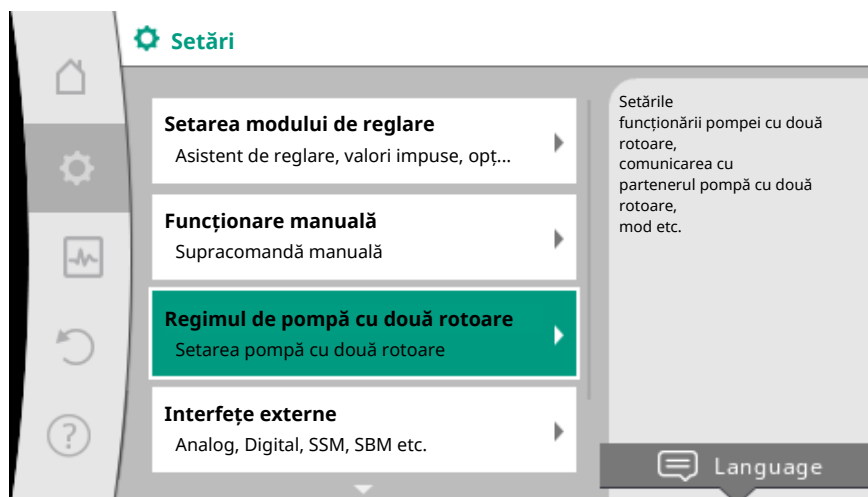 Setări
Setarea modului de reglare
Asistent de reglare, valori impuse, opț...
Funcționare manuală
Supracomandă manuală
Regimul de pompă cu două rotoare
Setarea pompă cu două rotoare
Interfețe externe
Analog, Digital, SSM, SBM etc.
Setările
funcționării pompei cu două
rotoare,
comunicarea cu
partenerul pompă cu două
rotoare,
mod etc.
Language